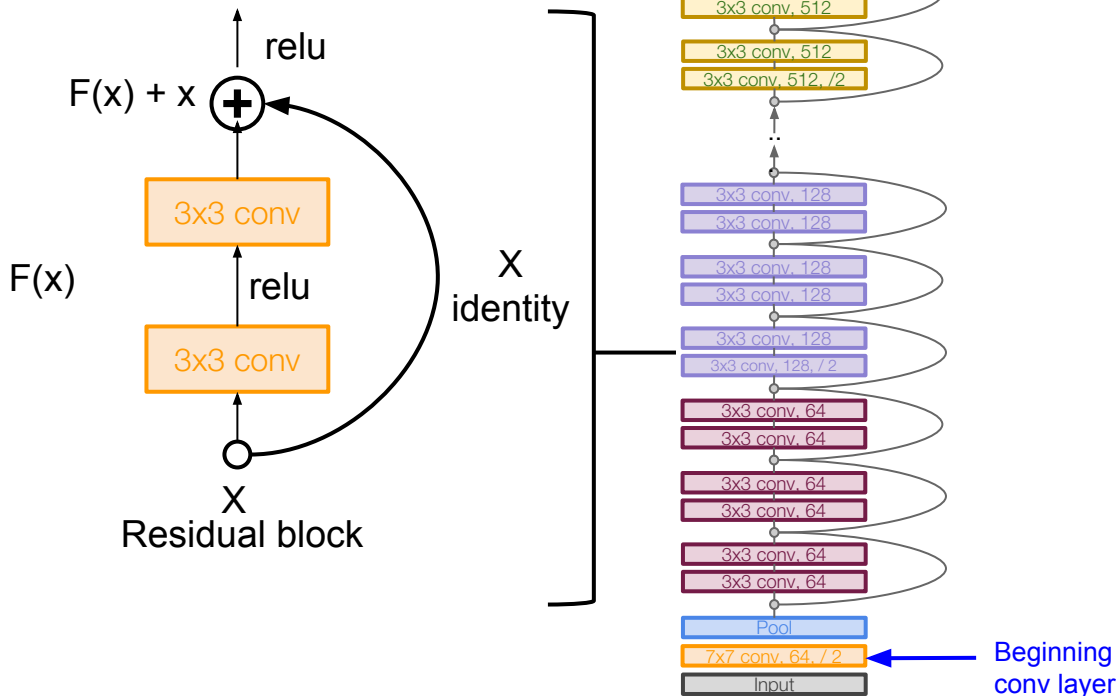 relu
F(x) + x
3x3 conv
F(x)
relu
X
identity
3x3 conv
X
Residual block
3x3 conv, 512
3x3 conv, 512
3x3 conv, 512, /2
..
3x3 conv, 128
3x3 conv, 128
3x3 conv, 128
3x3 conv, 128
3x3 conv, 128
3x3 conv, 128, / 2
3x3 conv, 64
3x3 conv, 64
3x3 conv, 64
3x3 conv, 64
3x3 conv, 64
3x3 conv, 64
Pool
7x7 conv, 64, / 2
Input
Beginning
conv layer